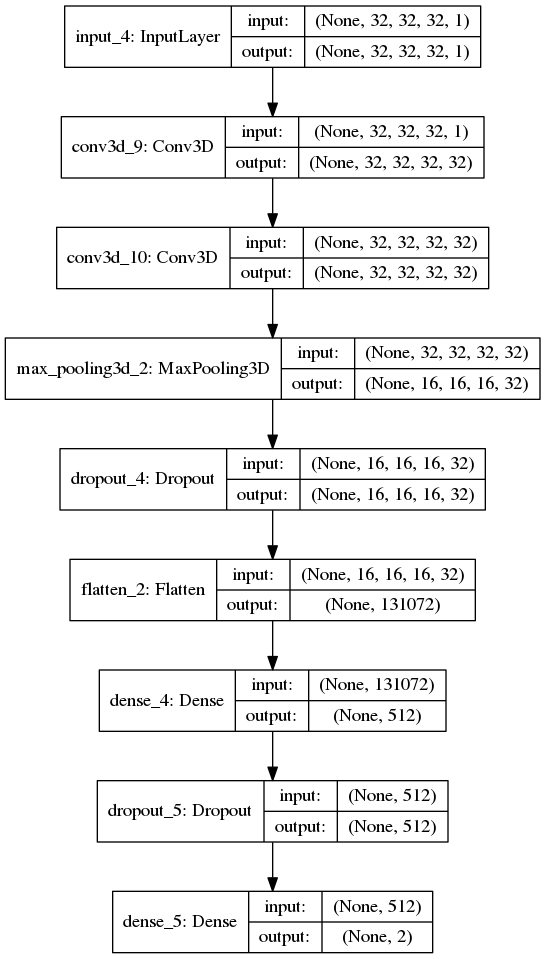 input_4: InputLayer
input:
(None, 32, 32, 32, 1)
output:
(None, 32, 32, 32, 1)
conv3d_9: Conv3D
input:
(None, 32, 32, 32, 1)
output:
(None, 32, 32, 32, 32)
conv3d_10: Conv3D
input:
(None, 32, 32, 32, 32)
output:
(None, 32, 32, 32, 32)
max_pooling3d_2: MaxPooling3D
input:
(None, 32, 32, 32, 32)
output:
(None, 16, 16, 16, 32)
dropout_4: Dropout
input:
(None, 16, 16, 16, 32)
output:
(None, 16, 16, 16, 32)
flatten_2: Flatten
input:
(None, 16, 16, 16, 32)
output:
(None, 131072)
dense_4: Dense
input:
(None, 131072)
output:
(None, 512)
dropout_5: Dropout
input:
(None, 512)
output:
(None, 512)
dense_5: Dense
input:
(None, 512)
output:
(None, 2)